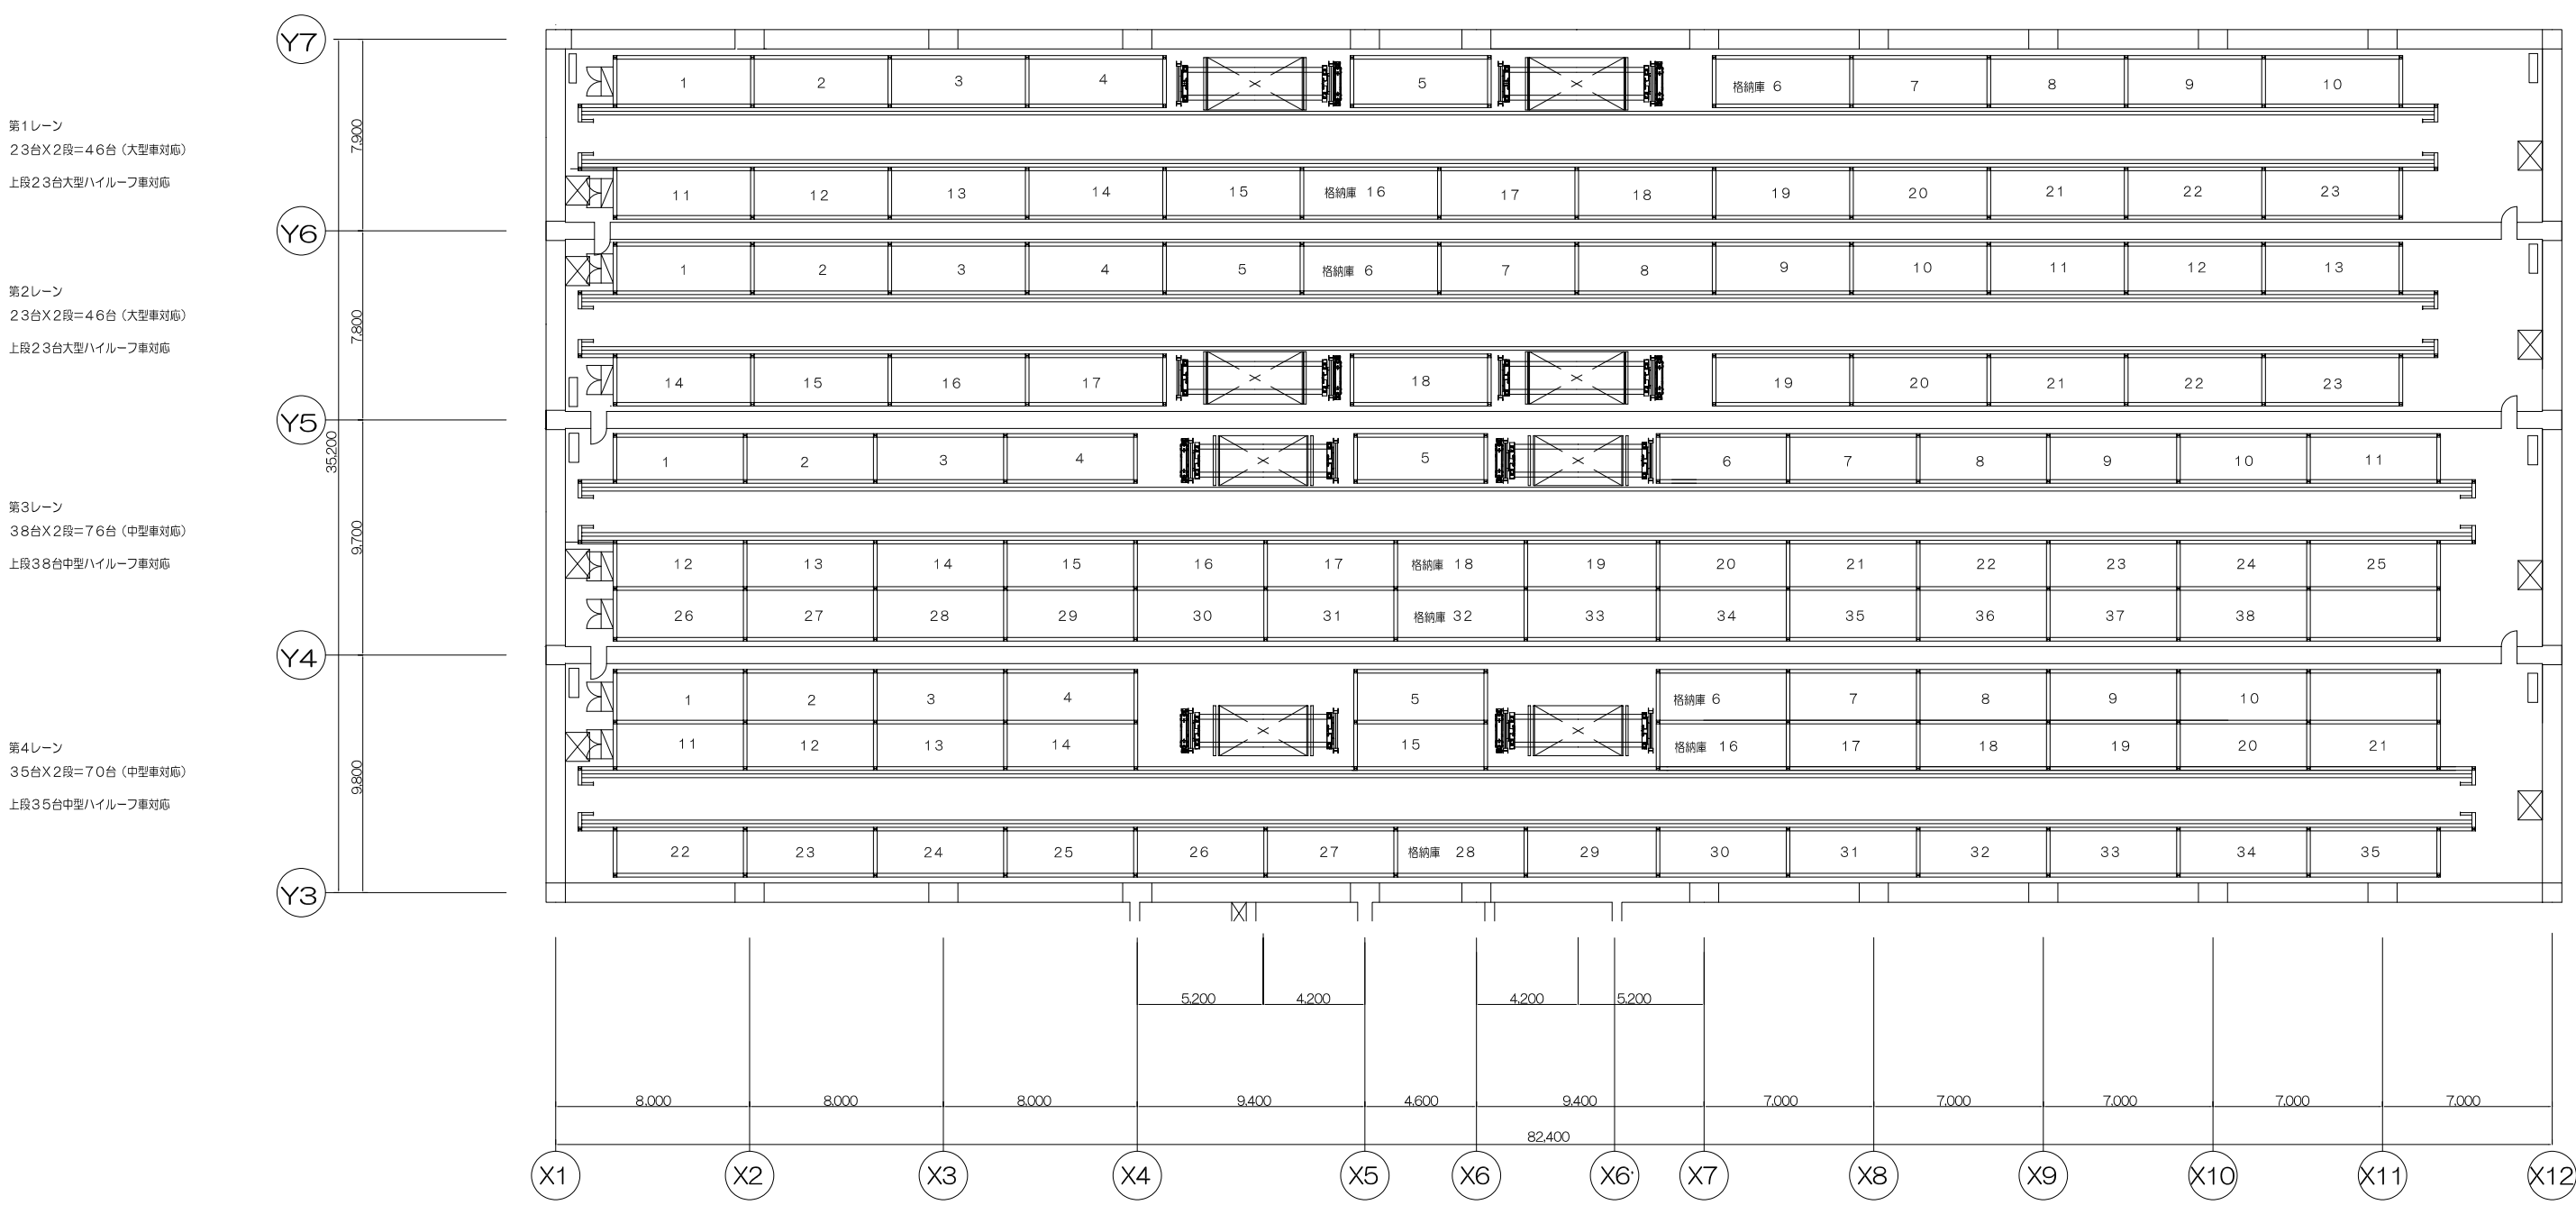 Y7
1 2 3 4 5 格納庫 6 7 8 9 10
第1レーン
23台X2段=46台（大型車対応）
上段23台大型ハイルーフ車対応
7,900
11 12 13 14 15 格納庫 16 17 18 19 20 21 22 23
Y6
1 2 3 4 5 格納庫 6 7 8 9 10 11 12 13
第2レーン
23台X2段=46台（大型車対応）
上段23台大型ハイルーフ車対応
7,800
14 15 16 17 18 19 20 21 22 23
Y5
35,200
1 2 3 4 5 6 7 8 9 10 11
第3レーン
38台X2段=76台（中型車対応）
上段38台中型ハイルーフ車対応
9,700
12 13 14 15 16 17 格納庫 18 19 20 21 22 23 24 25
26 27 28 29 30 31 格納庫 32 33 34 35 36 37 38
Y4
1 2 3 4 5 格納庫 6 7 8 9 10
11 12 13 14 15 格納庫 16 17 18 19 20 21
第4レーン
35台X2段=70台（中型車対応）
上段35台中型ハイルーフ車対応
9,800
22 23 24 25 26 27 格納庫 28 29 30 31 32 33 34 35
Y3
5,200 4,200 4,200 5,200
8,000 8,000 8,000 9,400 4,600 9,400 7,000 7,000 7,000 7,000 7,000
82,400
X1 X2 X3 X4 X5 X6 X6' X7 X8 X9 X10 X11 X12